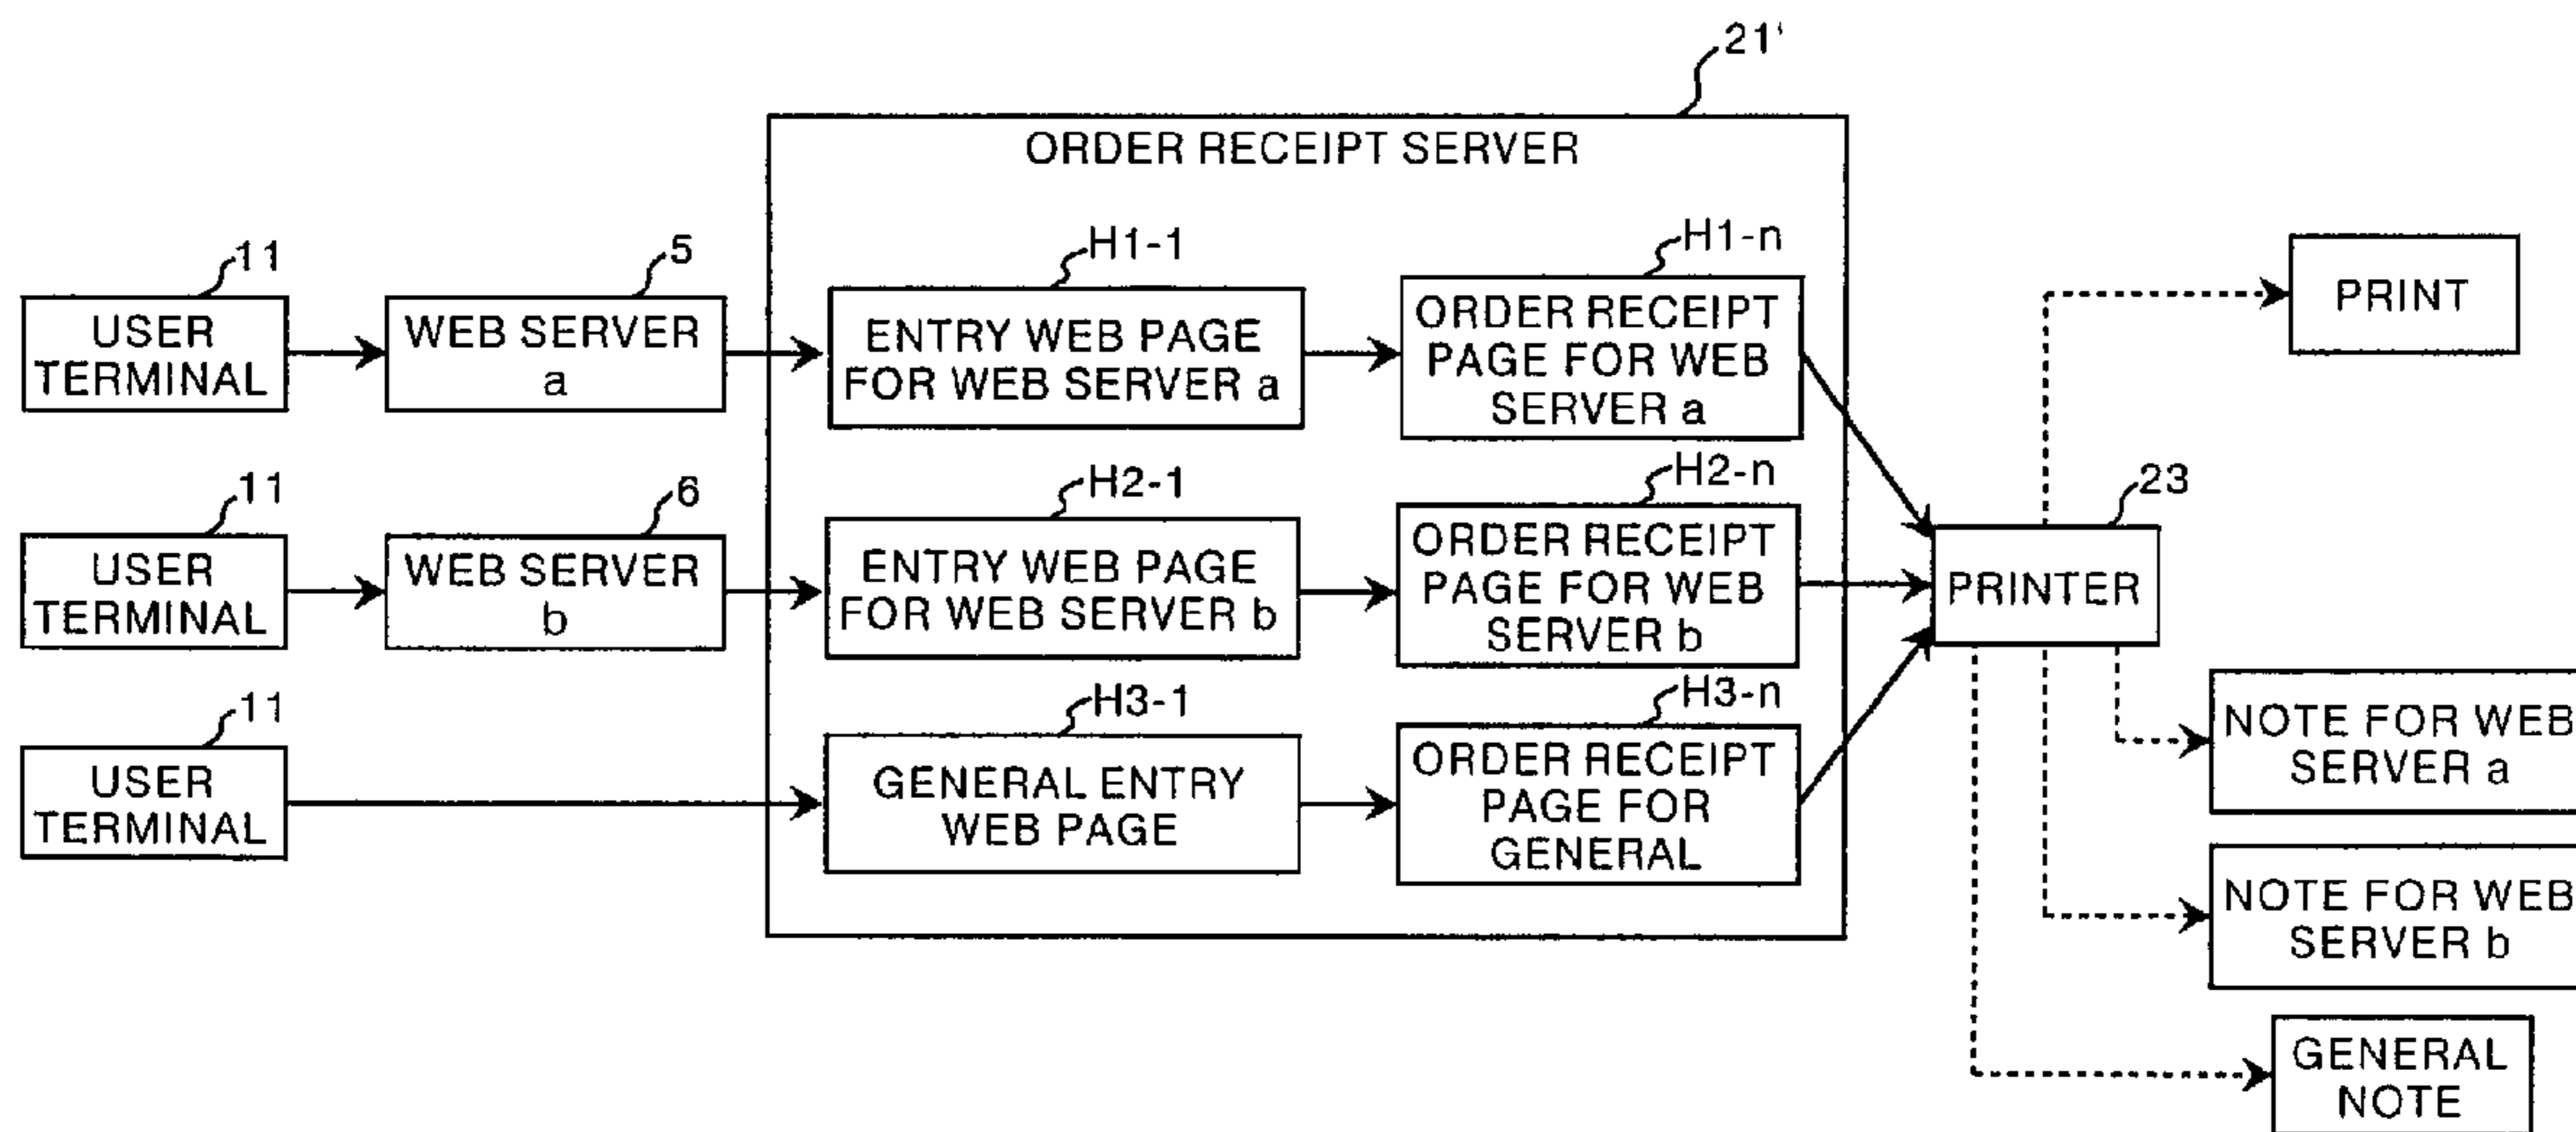 21'
ORDER RECEIPT SERVER
11
5
H1-1
H1-n
USER
TERMINAL
WEB SERVER
a
ENTRY WEB PAGE
FOR WEB SERVER a
ORDER RECEIPT
PAGE FOR WEB
SERVER a
PRINT
11
6
H2-1
H2-n
23
USER
TERMINAL
WEB SERVER
b
ENTRY WEB PAGE
FOR WEB SERVER b
ORDER RECEIPT
PAGE FOR WEB
SERVER b
PRINTER
11
H3-1
H3-n
USER
TERMINAL
GENERAL ENTRY
WEB PAGE
ORDER RECEIPT
PAGE FOR
GENERAL
NOTE FOR WEB
SERVER a
NOTE FOR WEB
SERVER b
GENERAL
NOTE